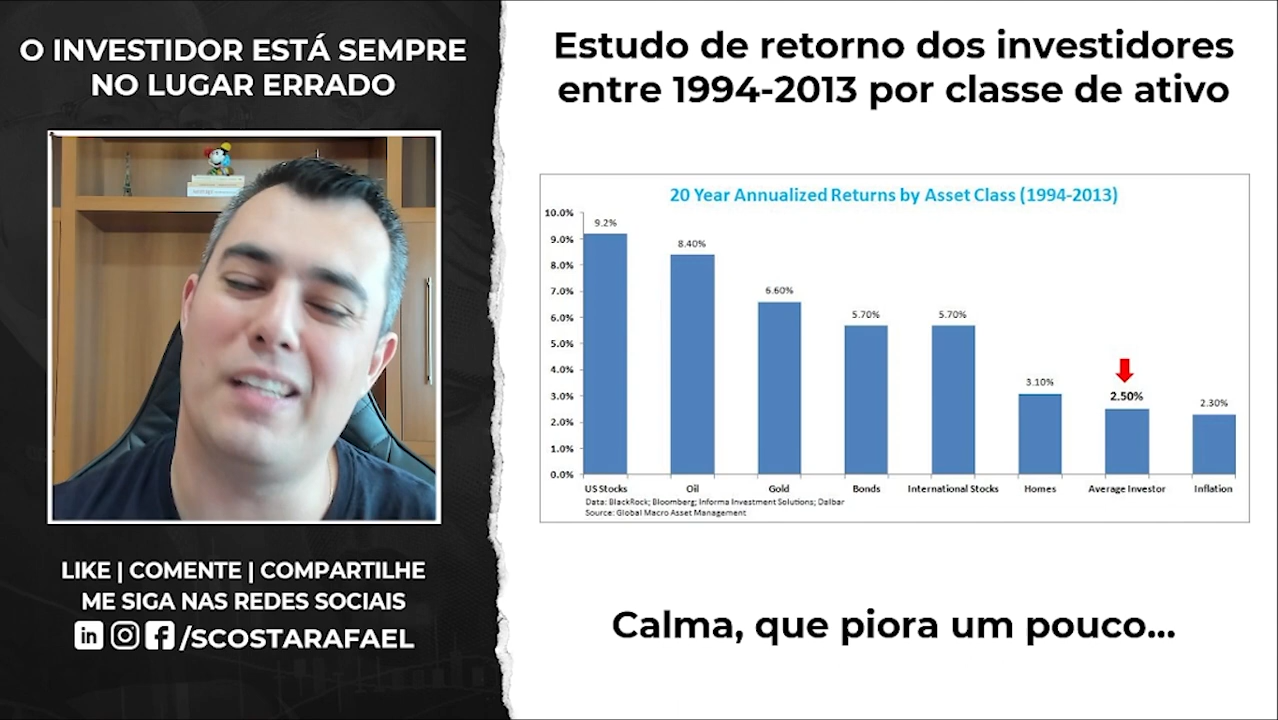 O INVESTIDOR ESTÁ SEMPRE
NO LUGAR ERRADO
LIKE | COMENTE | COMPARTILHE
ME SIGA NAS REDES SOCIAIS
in f /SCOSTARAFAEL
Estudo de retorno dos investidores
entre 1994-2013 por classe de ativo
20 Year Annualized Returns by Asset Class (1994-2013)
10.0%
9.0%
8.0%
7.0%
6.0%
5.0%
4.0%
3.0%
2.0%
1.0%
0.0%
9.2%
8.40%
6.60%
5.70%
5.70%
3.10%
2.50%
2.30%
US Stocks Oil Gold Bonds International Stocks Homes Average Investor Inflation
Data: BlackRock; Bloomberg; Informa Investment Solutions; Dalbar
Source: Global Macro Asset Management
Calma, que piora um pouco...